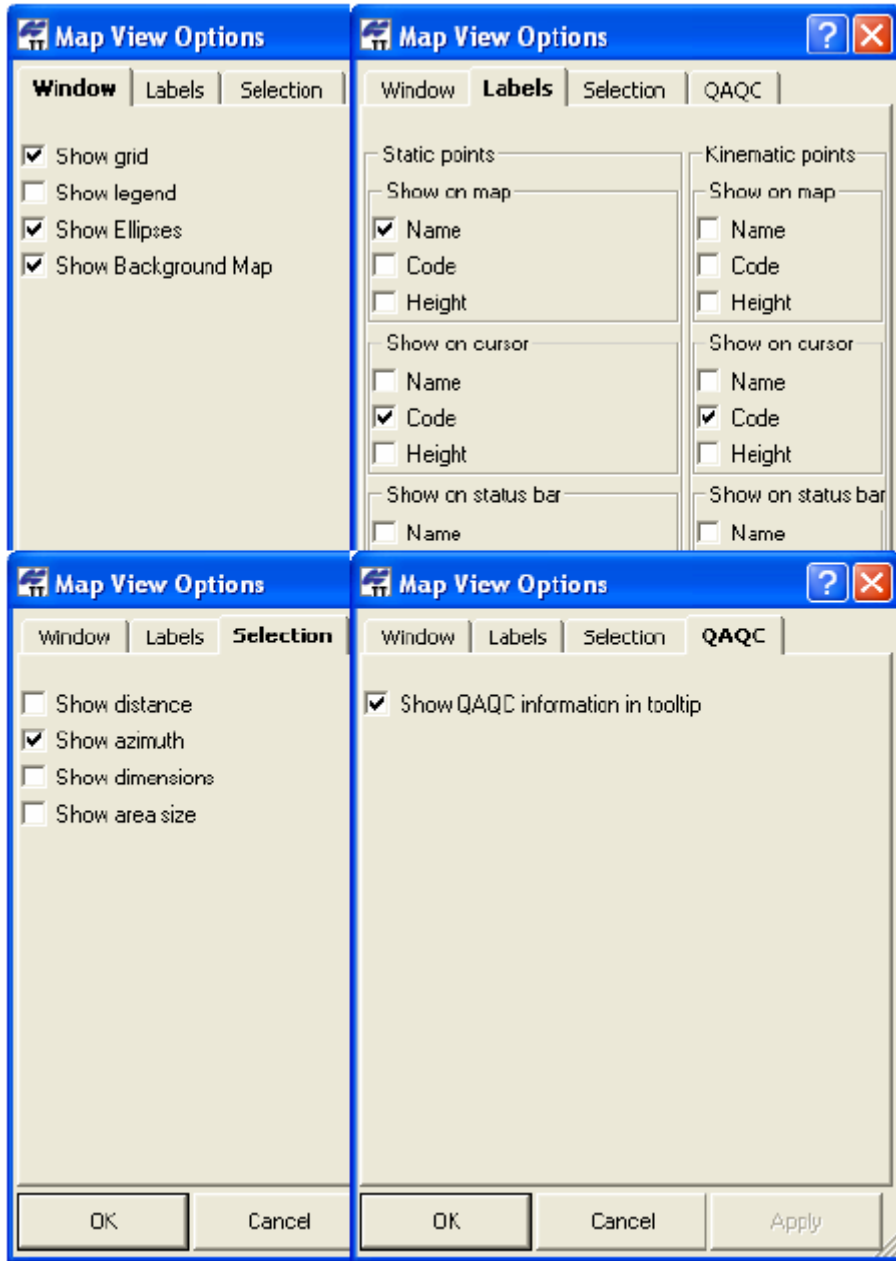 Map View Options
Window Labels Selection
Show grid
Show legend
Show Ellipses
Show Background Map
Map View Options
Window Labels Selection QAQC
Static points
Show on map
Name
Code
Height
Show on cursor
Name
Code
Height
Show on status bar
Name
Kinematic points
Show on map
Name
Code
Height
Show on cursor
Name
Code
Height
Show on status bar
Name
Map View Options
Window Labels Selection
Show distance
Show azimuth
Show dimensions
Show area size
OK Cancel
Map View Options
Window Labels Selection QAQC
Show QAQC information in tooltip
OK Cancel Apply